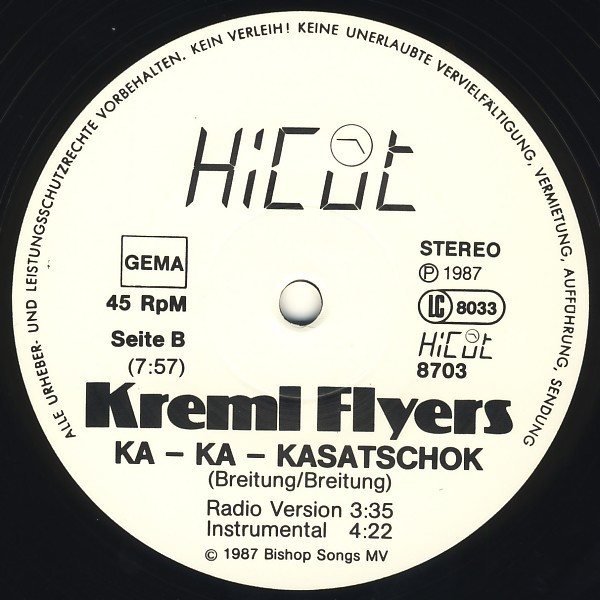 ALLE URHEBER- UND LEISTUNGSSCHUTZRECHTE VORBEHALTEN. KEIN VERLEIH! KEINE UNERLAUBTE VERVIELFÄLTIGUNG, VERMIETUNG, AUFFÜHRUNG, SENDUNG
HiCut
GEMA
45 RpM
Seite B
(7:57)
STEREO
Ⓟ 1987
LC 8033
HiCut
8703
Kreml Flyers
KA – KA – KASATSCHOK
(Breitung/Breitung)
Radio Version 3:35
Instrumental 4:22
© 1987 Bishop Songs MV